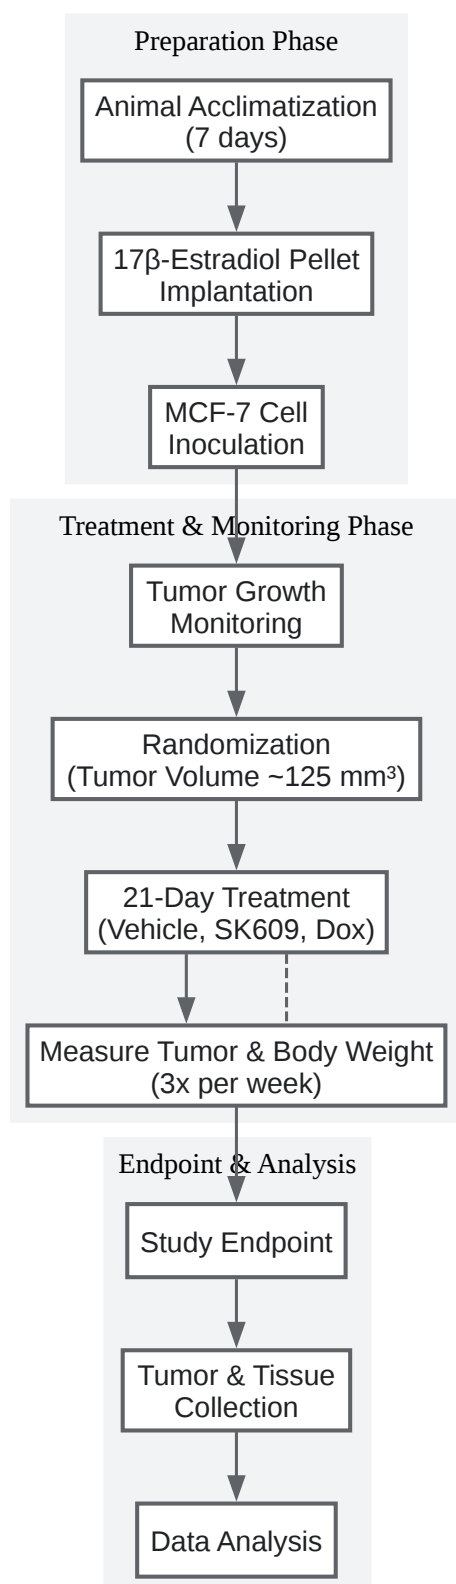 Preparation Phase
Animal Acclimatization
(7 days)
17β-Estradiol Pellet
Implantation
MCF-7 Cell
Inoculation
Treatment & Monitoring Phase
Tumor Growth
Monitoring
Randomization
(Tumor Volume ~125 mm³)
21-Day Treatment
(Vehicle, SK609, Dox)
Measure Tumor & Body Weight
(3x per week)
Endpoint & Analysis
Study Endpoint
Tumor & Tissue
Collection
Data Analysis